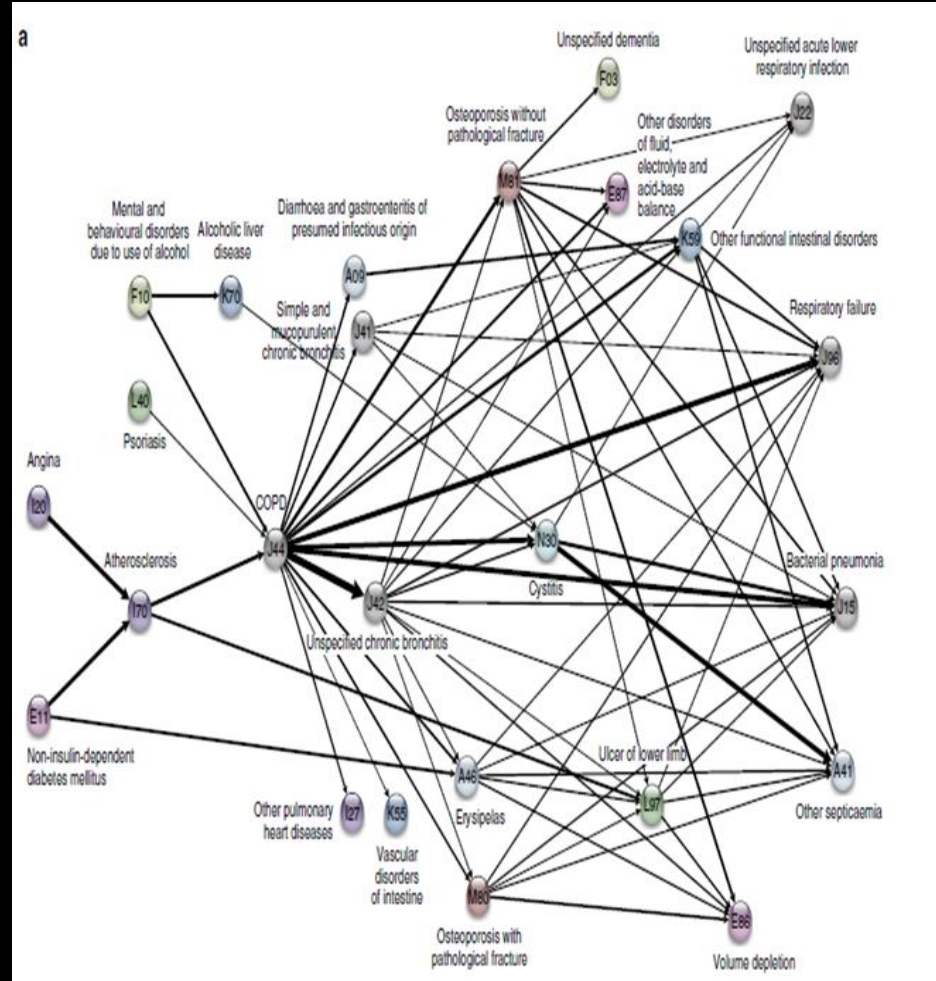 a
Unspecified dementia
F03
Unspecified acute lower
respiratory infection
J22
Osteoporosis without
pathological fracture
M81
Other disorders
of fluid,
electrolyte and
acid-base
balance
E87
Mental and
behavioural disorders
due to use of alcohol
F10
Alcoholic liver
disease
K70
Diarrhoea and gastroenteritis of
presumed infectious origin
A09
K59
Other functional intestinal disorders
Simple and
mucopurulent
chronic bronchitis
J41
Respiratory failure
J96
L40
Psoriasis
Angina
I20
COPD
J44
N30
Cystitis
Atherosclerosis
I70
J42
Unspecified chronic bronchitis
Bacterial pneumonia
J15
E11
Non-insulin-dependent
diabetes mellitus
A46
Erysipelas
Ulcer of lower limb
L97
A41
Other septicaemia
Other pulmonary
heart diseases
I27
K55
Vascular
disorders
of intestine
M80
Osteoporosis with
pathological fracture
E86
Volume depletion